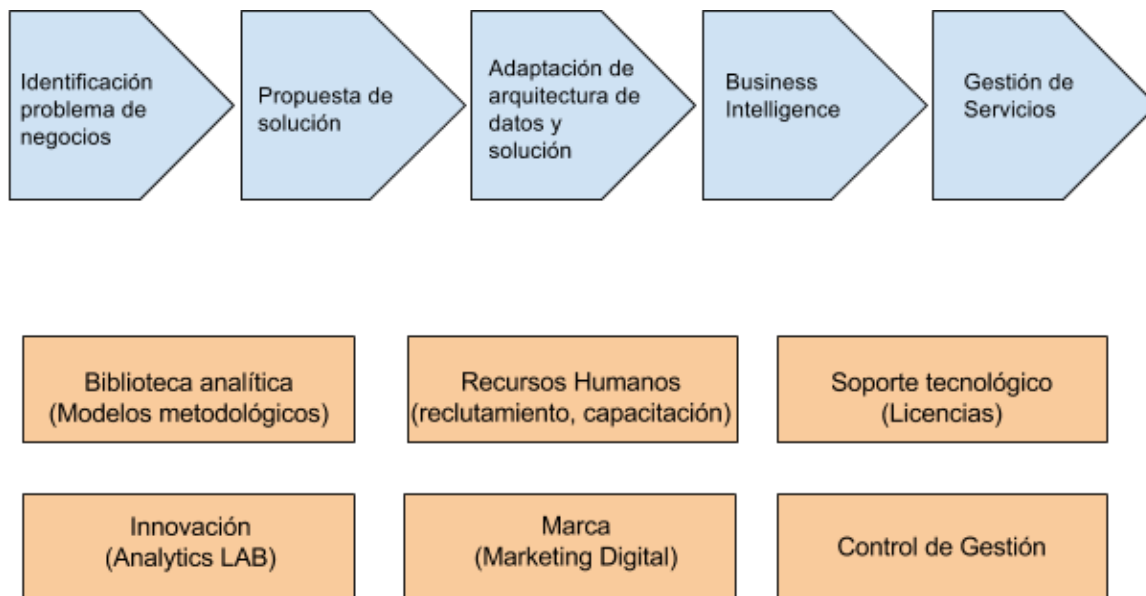 Identificación
problema de
negocios
Propuesta de
solución
Adaptación de
arquitectura de
datos y
solución
Business
Intelligence
Gestión de
Servicios
Biblioteca analítica
(Modelos metodológicos)
Recursos Humanos
(reclutamiento, capacitación)
Soporte tecnológico
(Licencias)
Innovación
(Analytics LAB)
Marca
(Marketing Digital)
Control de Gestión